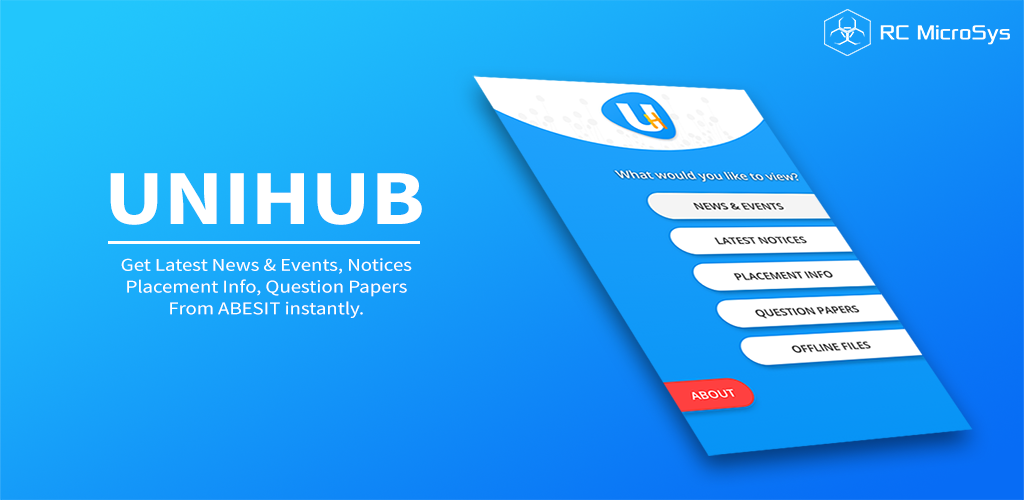 RC MicroSys
UNIHUB
Get Latest News & Events, Notices
Placement Info, Question Papers
From ABESIT instantly.
UH
What would you like to view?
NEWS & EVENTS
LATEST NOTICES
PLACEMENT INFO
QUESTION PAPERS
OFFLINE FILES
ABOUT